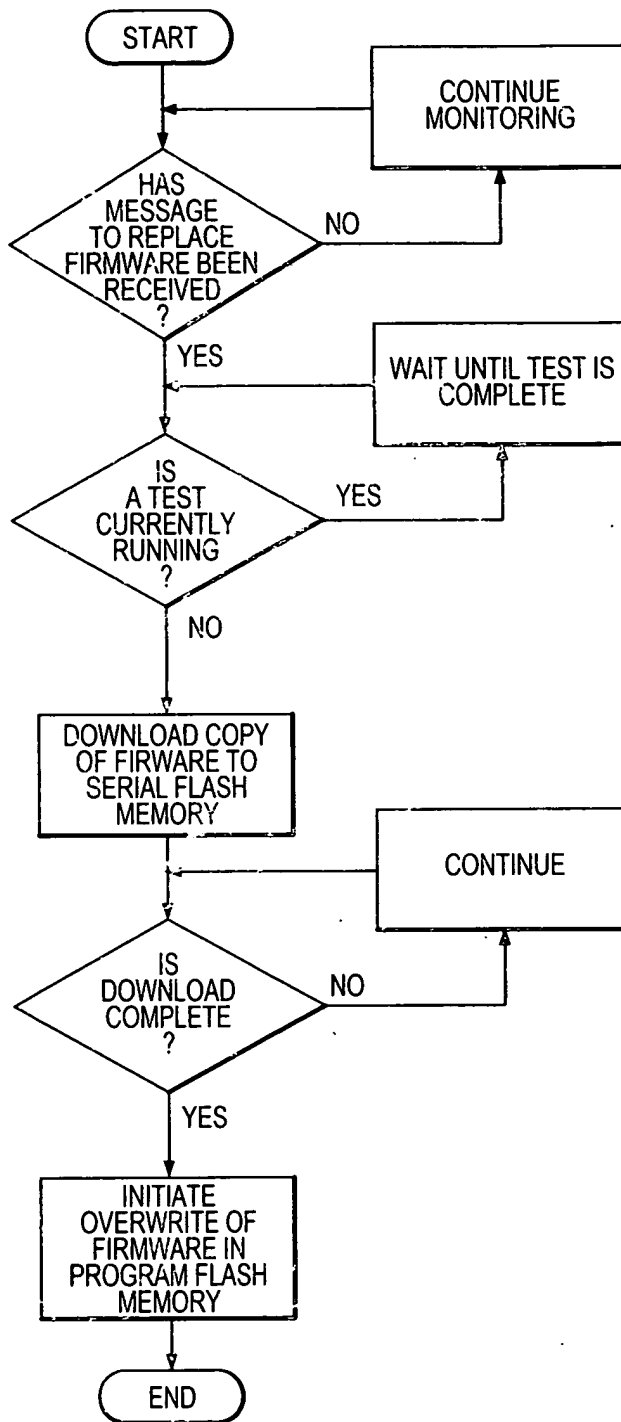 START
CONTINUE
MONITORING
HAS
MESSAGE
TO REPLACE
FIRMWARE BEEN
RECEIVED
?
NO
YES
WAIT UNTIL TEST IS
COMPLETE
IS
A TEST
CURRENTLY
RUNNING
?
YES
NO
DOWNLOAD COPY
OF FIRWARE TO
SERIAL FLASH
MEMORY
CONTINUE
IS
DOWNLOAD
COMPLETE
?
NO
YES
INITIATE
OVERWRITE OF
FIRMWARE IN
PROGRAM FLASH
MEMORY
END